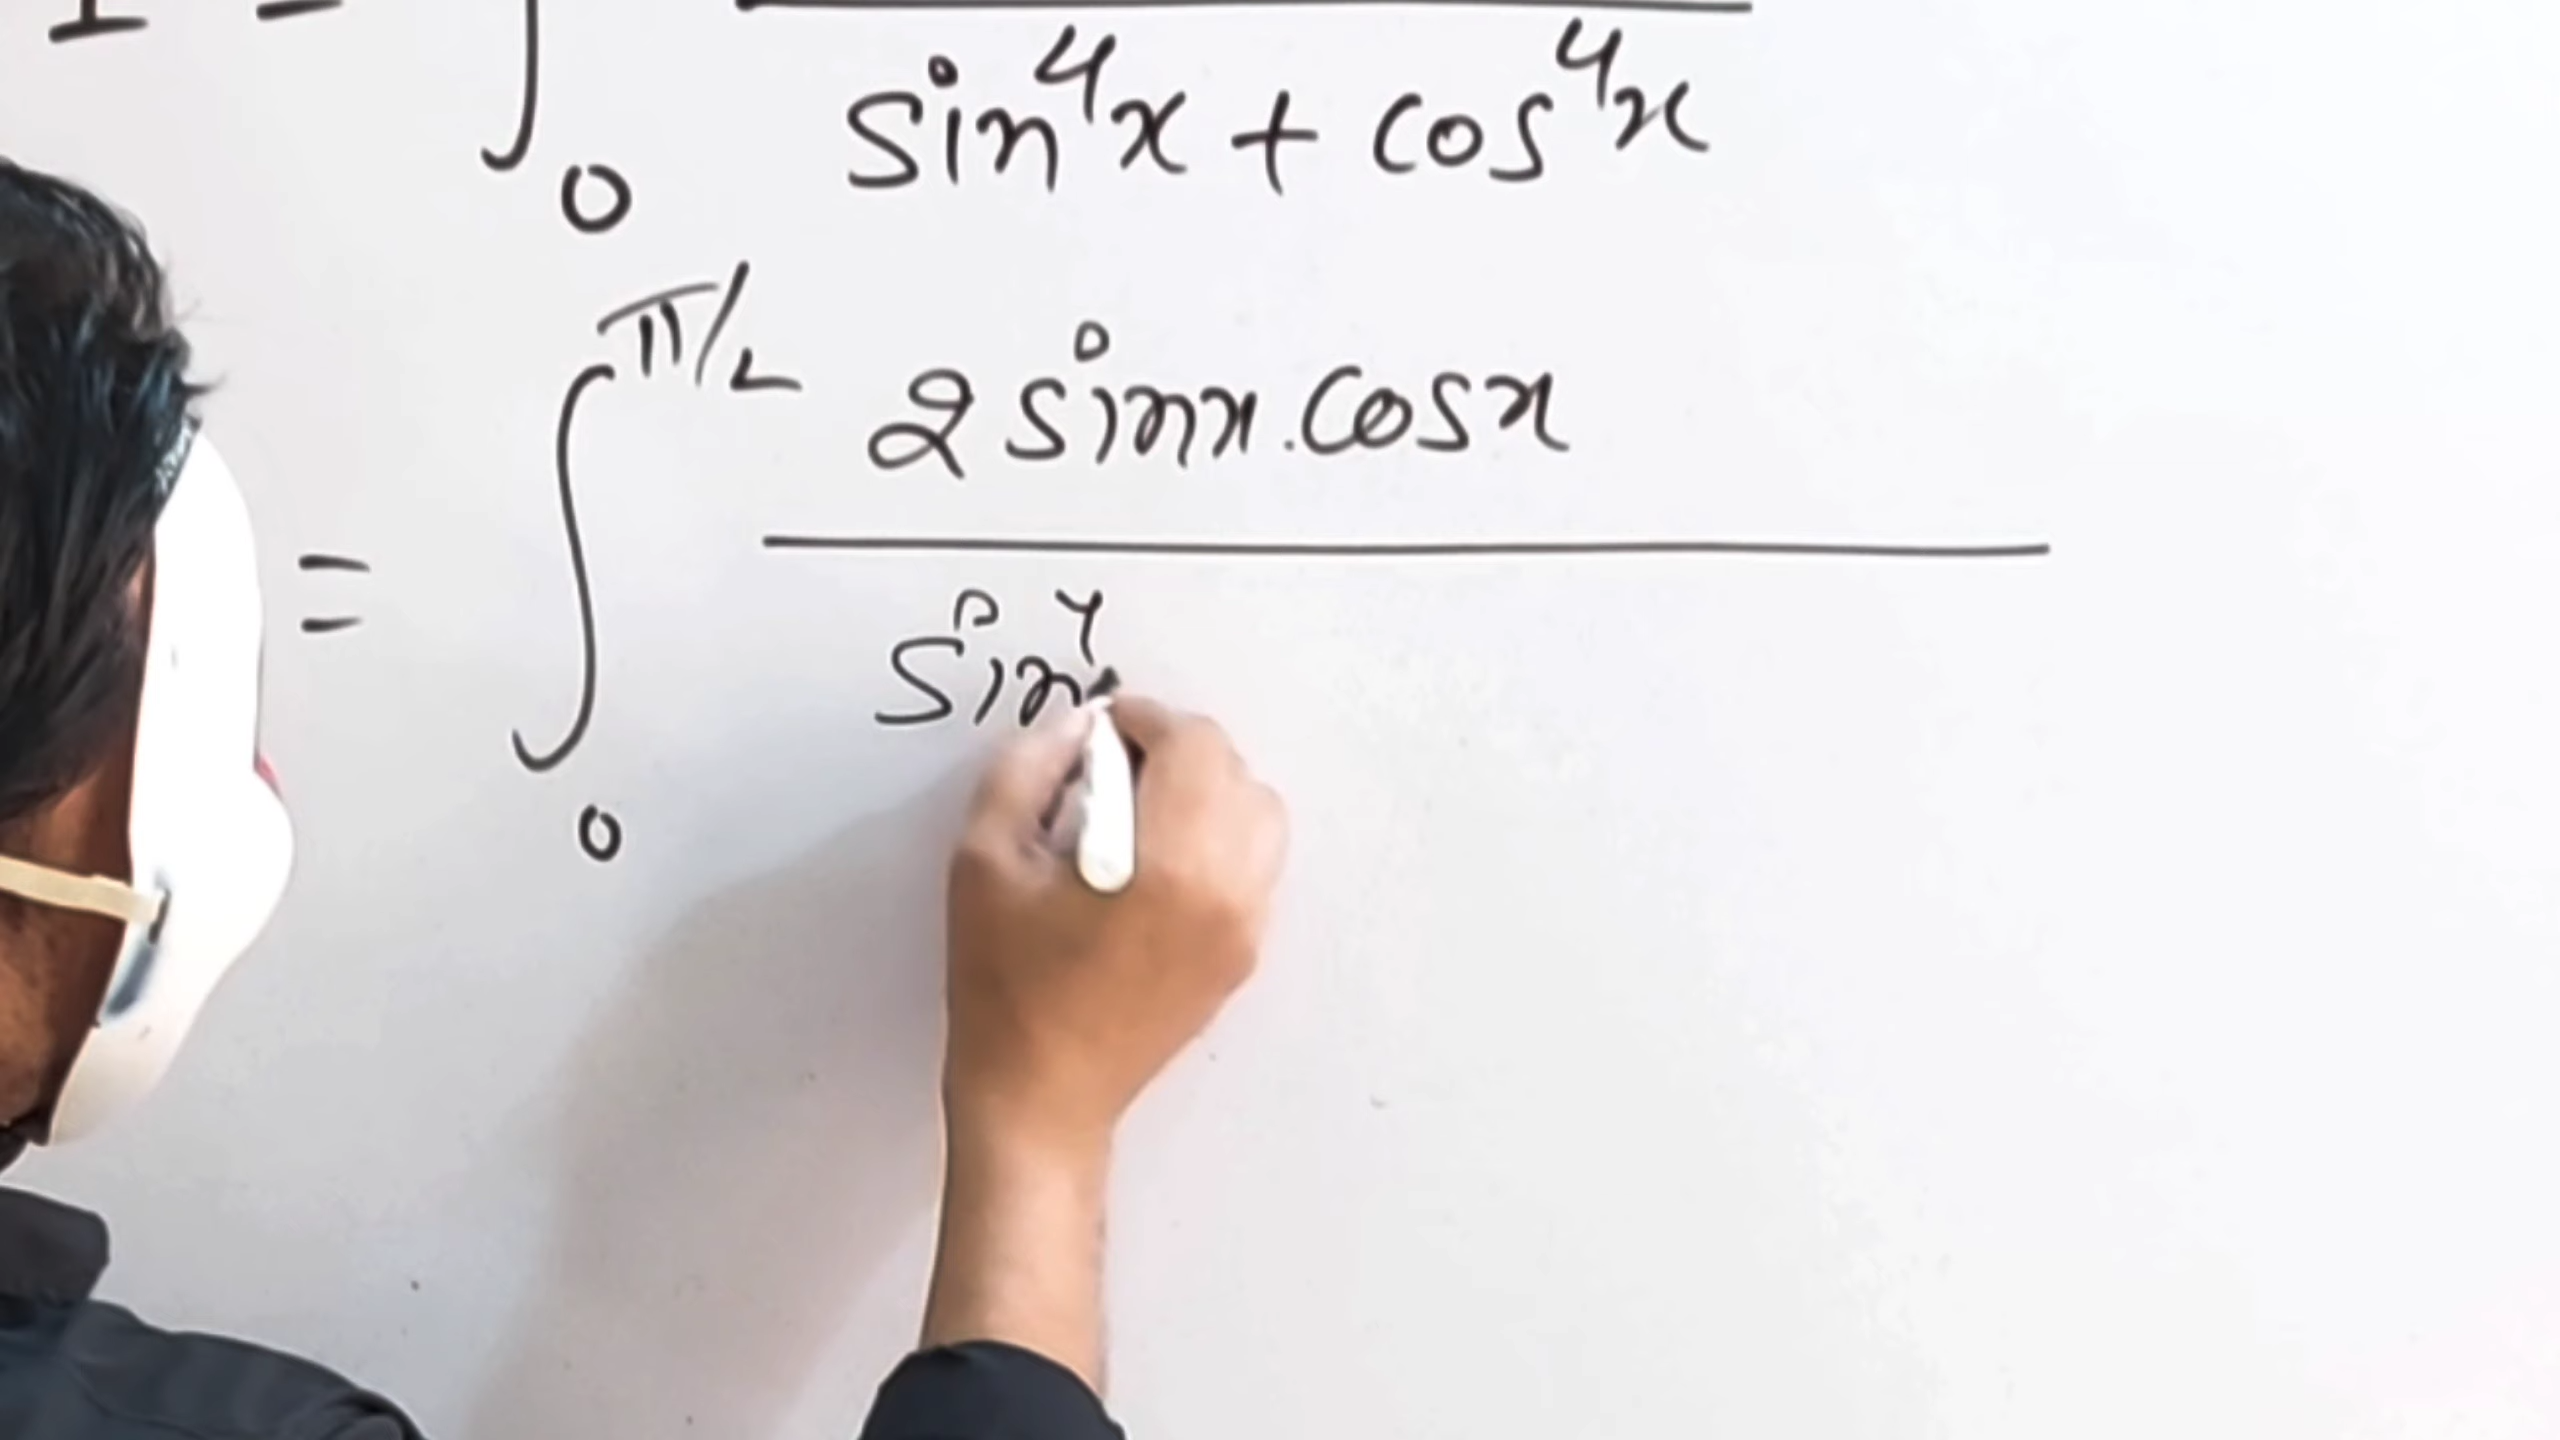 I = ∫₀
sin⁴x + cos⁴x
= ∫₀^π/2 2 sinx . cosx
sin⁴